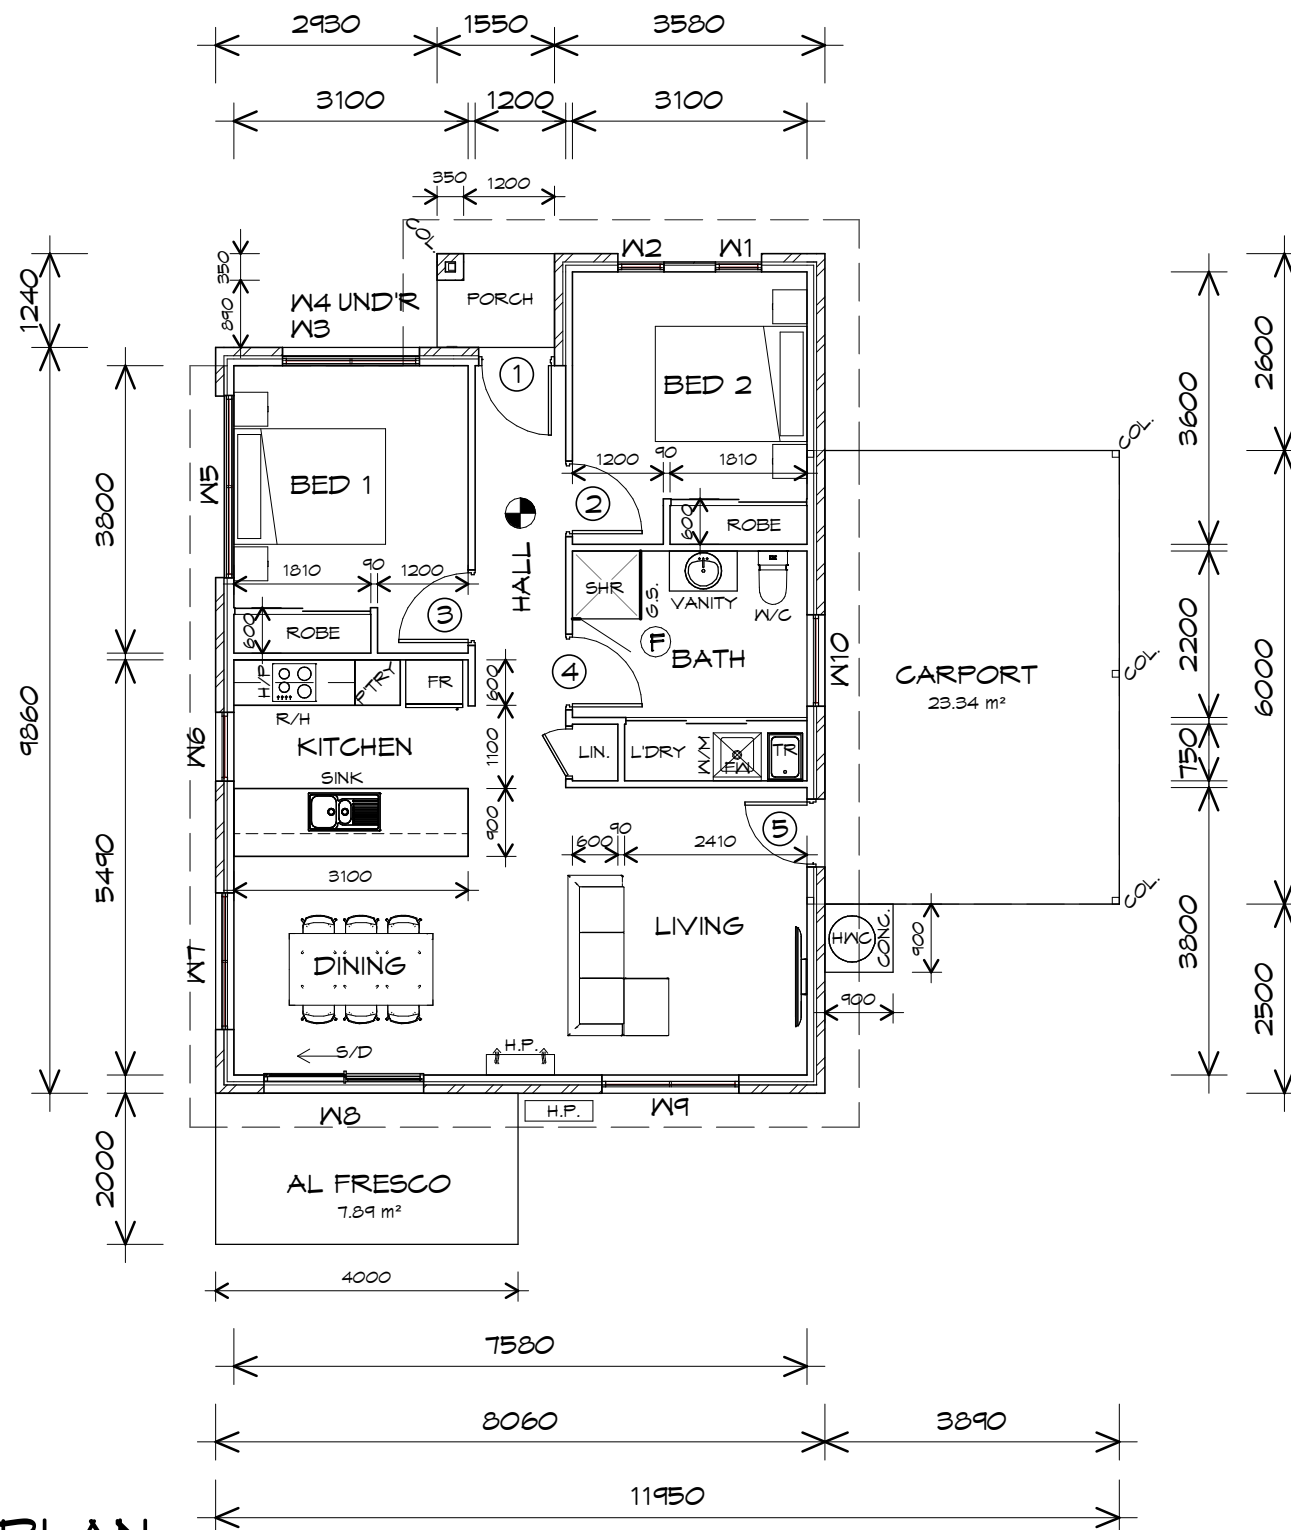 2930 1550 3580
3100 1200 3100
350 1200
COL.
W2 W1
1240
350
890
W4 UND'R
W3
PORCH
1
BED 2
2600
3600
COL.
W5
BED 1
3800
1200 90 1810
2
600
ROBE
HALL
1810 90 1200
3
600
ROBE
SHR
G.S.
VANITY
W/C
F
BATH
W10
2200
CARPORT
23.34 m²
COL.
6000
9860
H/P
P'TRY
FR
600
4
R/H
KITCHEN
W6
SINK
1100
LIN.
L'DRY
W/M
FW
TR
750
900
5
5490
600 90 2410
3100
LIVING
COL.
HWC
CONC.
900
3800
W7
DINING
900
2500
S/D
H.P.
W8
H.P.
W9
2000
AL FRESCO
7.89 m²
4000
7580
8060 3890
11950
PLAN